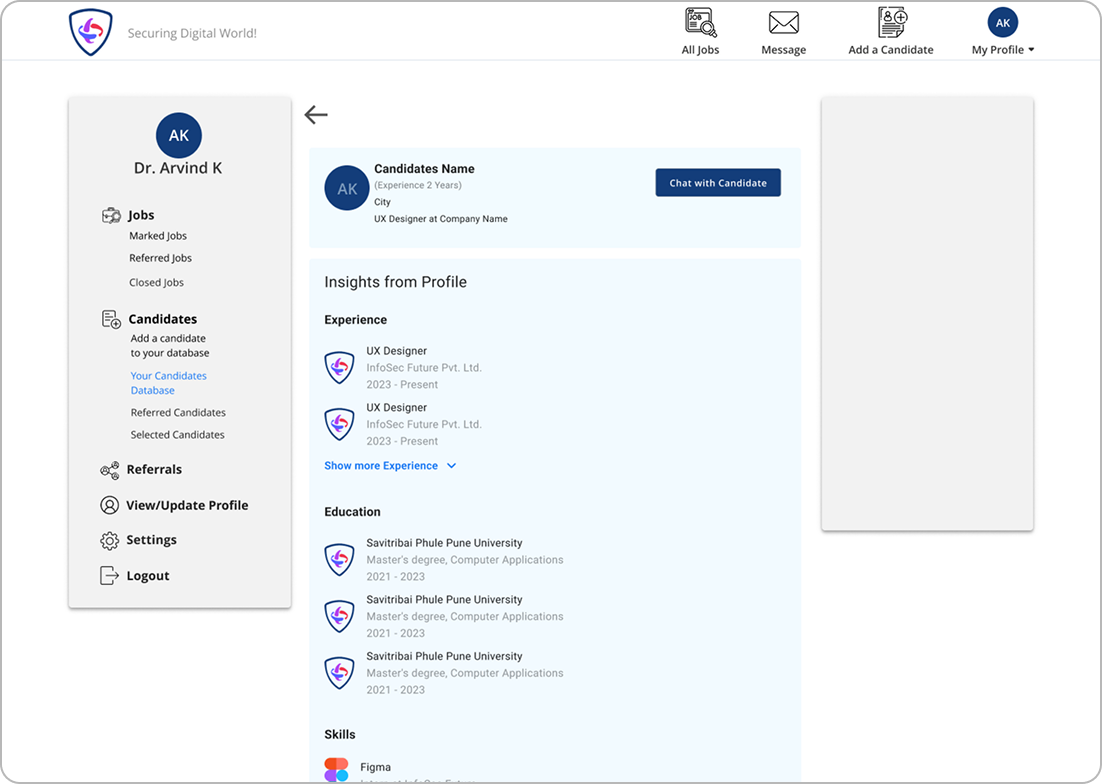 Securing Digital World!
All Jobs
Message
Add a Candidate
AK
My Profile
AK
Dr. Arvind K
Jobs
Marked Jobs
Referred Jobs
Closed Jobs
Candidates
Add a candidate
to your database
Your Candidates
Database
Referred Candidates
Selected Candidates
Referrals
View/Update Profile
Settings
Logout
AK
Candidates Name
(Experience 2 Years)
City
UX Designer at Company Name
Chat with Candidate
Insights from Profile
Experience
UX Designer
InfoSec Future Pvt. Ltd.
2023 - Present
UX Designer
InfoSec Future Pvt. Ltd.
2023 - Present
Show more Experience
Education
Savitribai Phule Pune University
Master's degree, Computer Applications
2021 - 2023
Savitribai Phule Pune University
Master's degree, Computer Applications
2021 - 2023
Savitribai Phule Pune University
Master's degree, Computer Applications
2021 - 2023
Skills
Figma